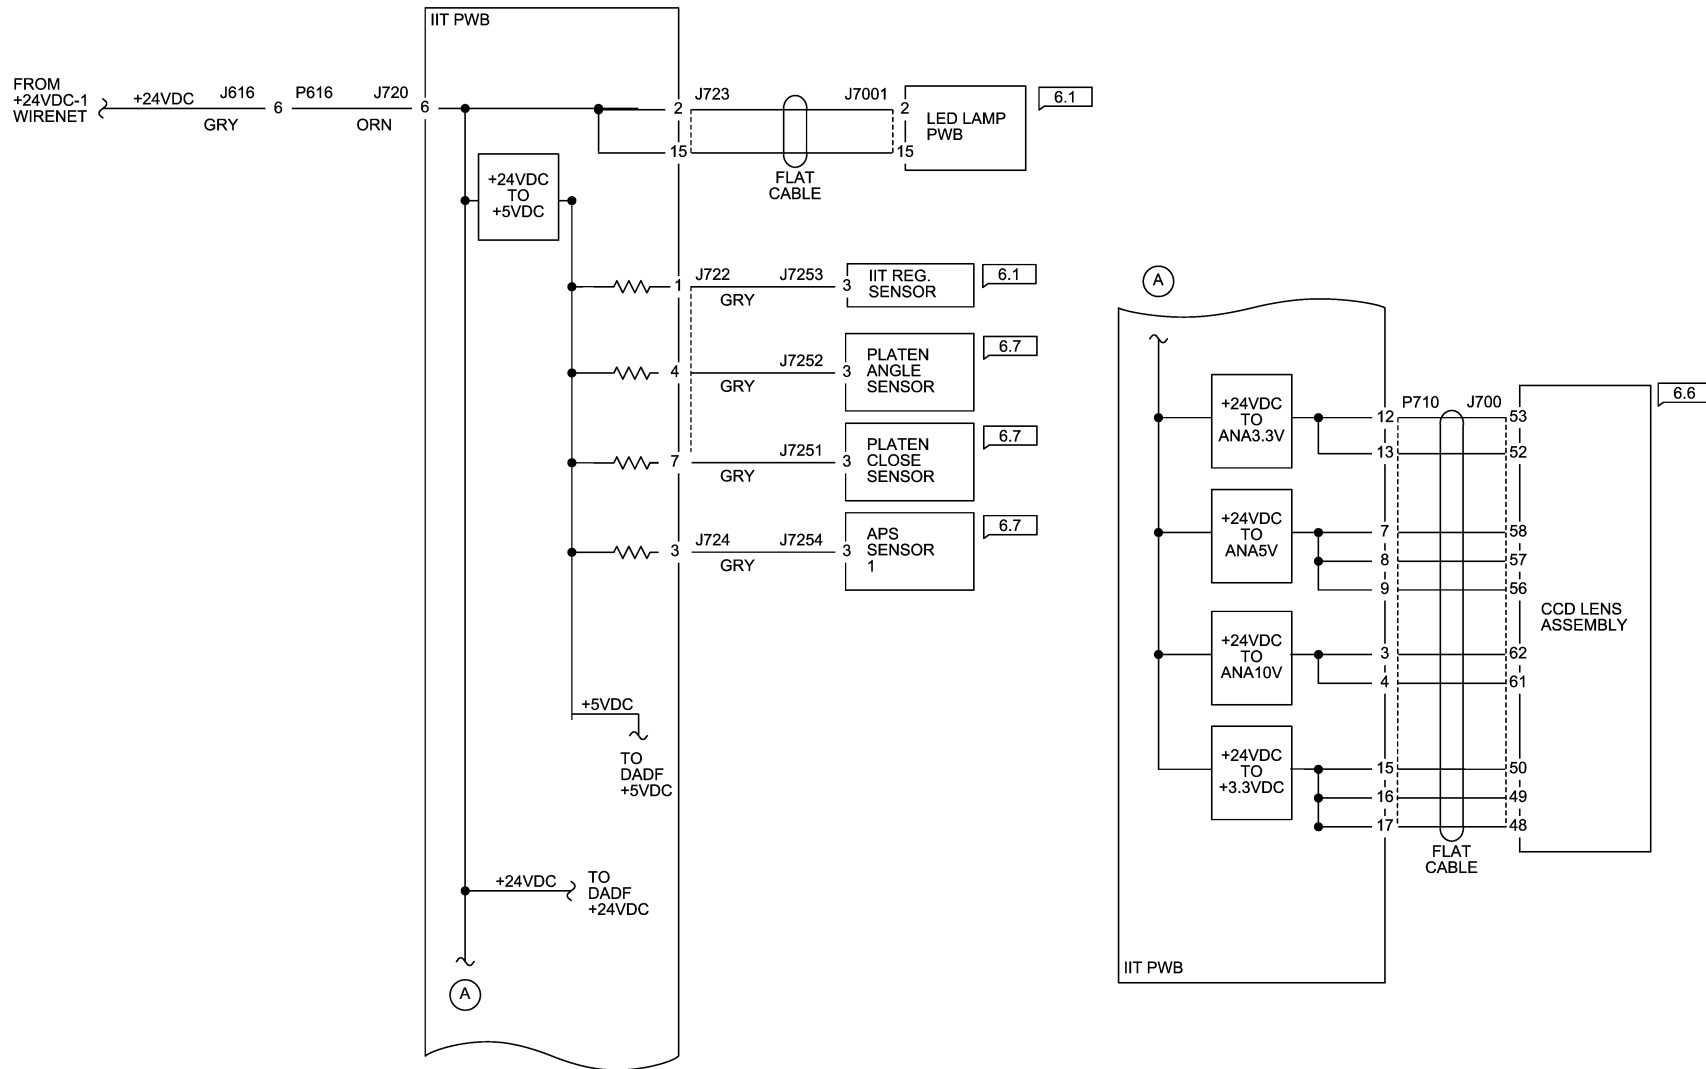 IIT PWB
FROM
+24VDC-1
WIRENET
+24VDC
J616
6
P616
J720
6
GRY
ORN
2
J723
J7001
2
LED LAMP
PWB
6.1
15
15
FLAT
CABLE
+24VDC
TO
+5VDC
1
J722
J7253
3
GRY
IIT REG.
SENSOR
6.1
4
J7252
3
GRY
PLATEN
ANGLE
SENSOR
6.7
7
J7251
3
GRY
PLATEN
CLOSE
SENSOR
6.7
3
J724
J7254
3
GRY
APS
SENSOR
1
6.7
+5VDC
TO
DADF
+5VDC
+24VDC
TO
DADF
+24VDC
A
A
+24VDC
TO
ANA3.3V
12
P710
J700
53
13
52
6.6
+24VDC
TO
ANA5V
7
58
8
57
9
56
CCD LENS
ASSEMBLY
+24VDC
TO
ANA10V
3
62
4
61
+24VDC
TO
+3.3VDC
15
50
16
49
17
48
FLAT
CABLE
IIT PWB